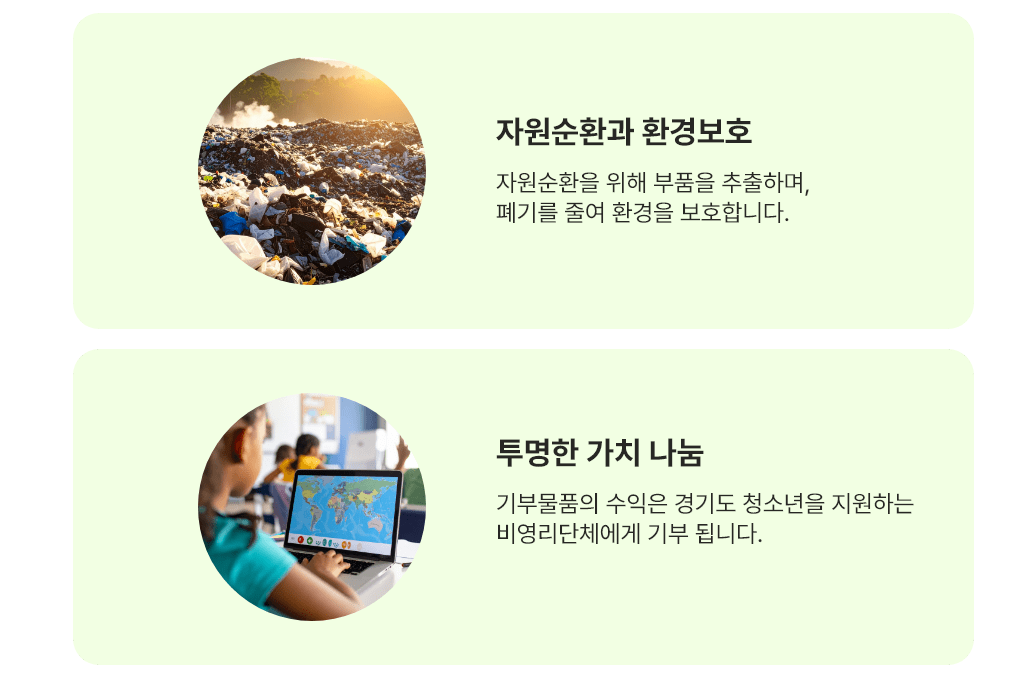 자원순환과 환경보호
자원순환을 위해 부품을 추출하며,
폐기를 줄여 환경을 보호합니다.
투명한 가치 나눔
기부물품의 수익은 경기도 청소년을 지원하는
비영리단체에게 기부 됩니다.